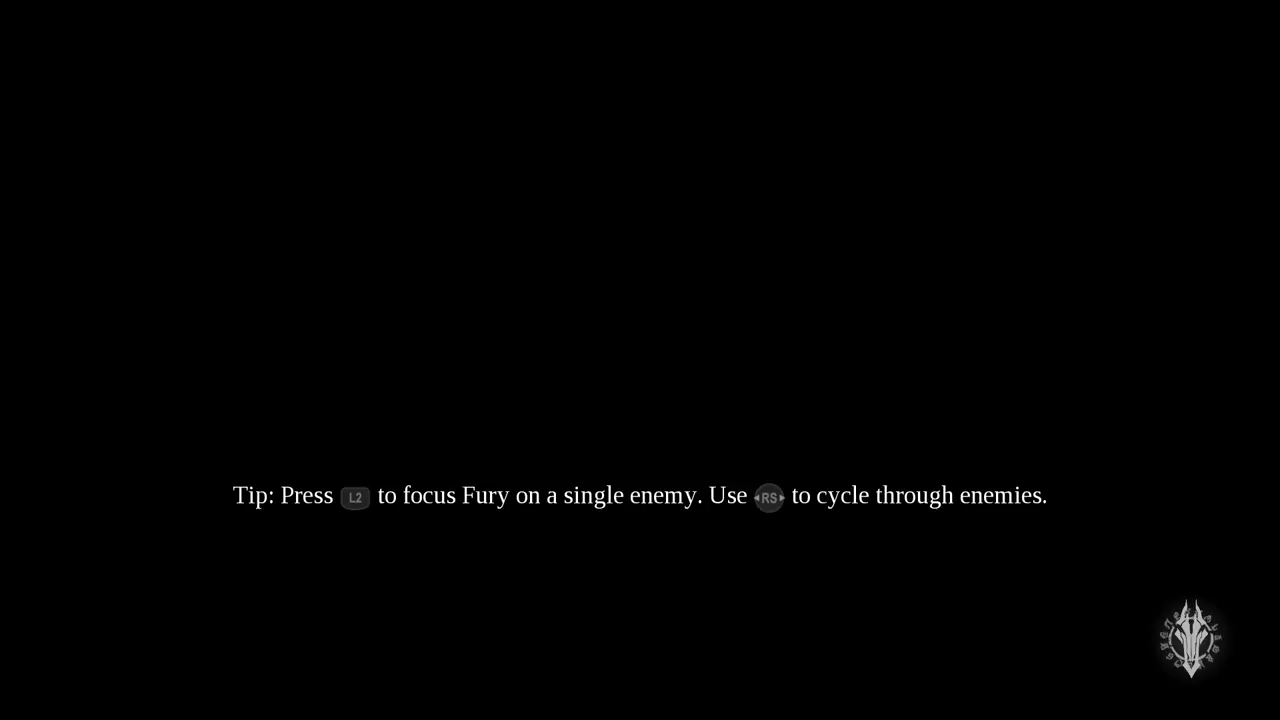 Tip: Press L2 to focus Fury on a single enemy. Use RS to cycle through enemies.